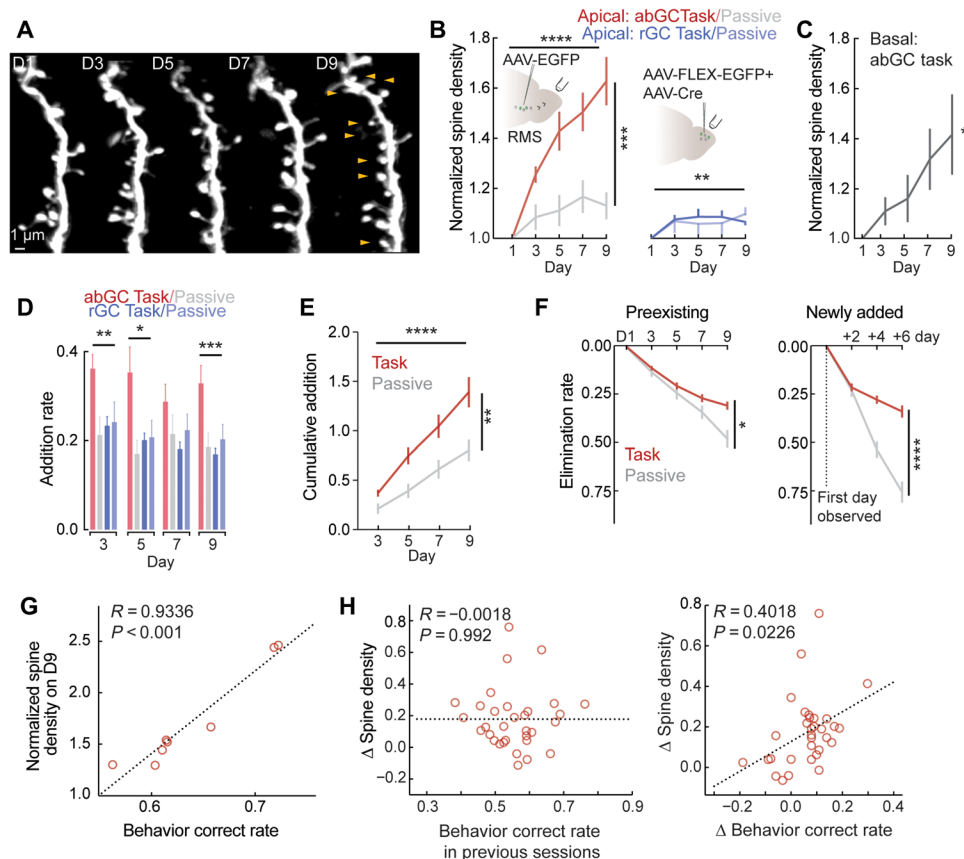 A
D1 D3 D5 D7 D9
1 μm
B
Apical: abGCTask/Passive
Apical: rGC Task/Passive
Normalized spine density
1.8
1.6
1.4
1.2
1.0
****
AAV-EGFP
RMS
***
AAV-FLEX-EGFP+
AAV-Cre
**
1 3 5 7 9
Day
1 3 5 7 9
Day
C
Basal:
abGC task
Normalized spine density
1.8
1.6
1.4
1.2
1.0
*
1 3 5 7 9
Day
D
abGC Task/Passive
rGC Task/Passive
** * ***
Addition rate
0.4
0.2
0.0
3 5 7 9
Day
E
Cumulative addition
2.0
1.5
1.0
0.5
0.0
****
Task
Passive
**
3 5 7 9
Day
F
Preexisting
D1 3 5 7 9
Elimination rate
0.00
0.25
0.50
0.75
*
Task
Passive
Newly added
+2 +4 +6 day
0.00
0.25
0.50
0.75
****
First day
observed
G
R = 0.9336
P < 0.001
Normalized spine
density on D9
2.5
2.0
1.5
1.0
0.6 0.7
Behavior correct rate
H
R = −0.0018
P = 0.992
Δ Spine density
0.8
0.6
0.4
0.2
0.0
−0.2
0.3 0.5 0.7 0.9
Behavior correct rate
in previous sessions
R = 0.4018
P = 0.0226
Δ Spine density
0.8
0.6
0.4
0.2
0.0
−0.2 0.0 0.2 0.4
Δ Behavior correct rate